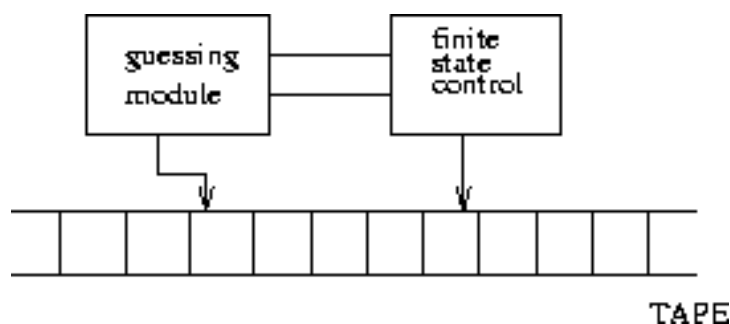 guessing
module
finite
state
control
TAPE